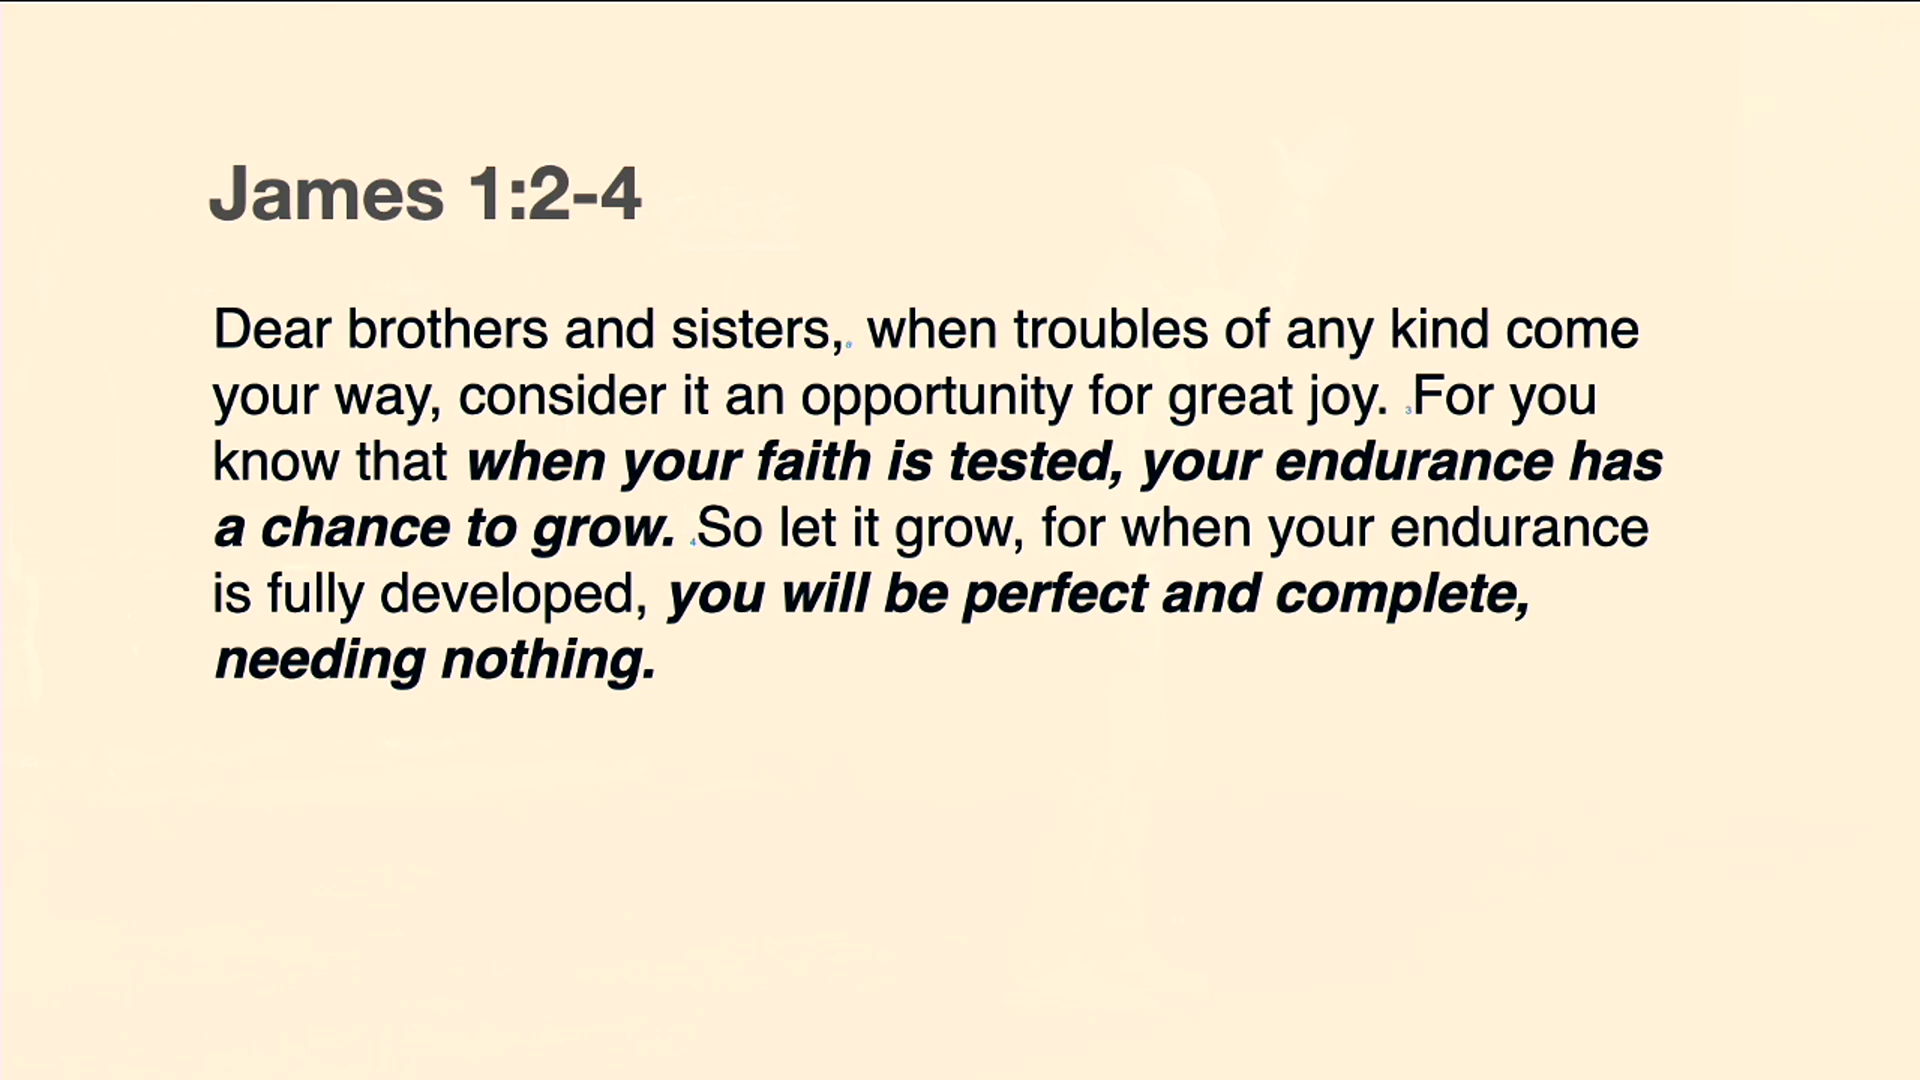 James 1:2-4
Dear brothers and sisters, when troubles of any kind come
your way, consider it an opportunity for great joy. 3 For you
know that when your faith is tested, your endurance has
a chance to grow. 4 So let it grow, for when your endurance
is fully developed, you will be perfect and complete,
needing nothing.